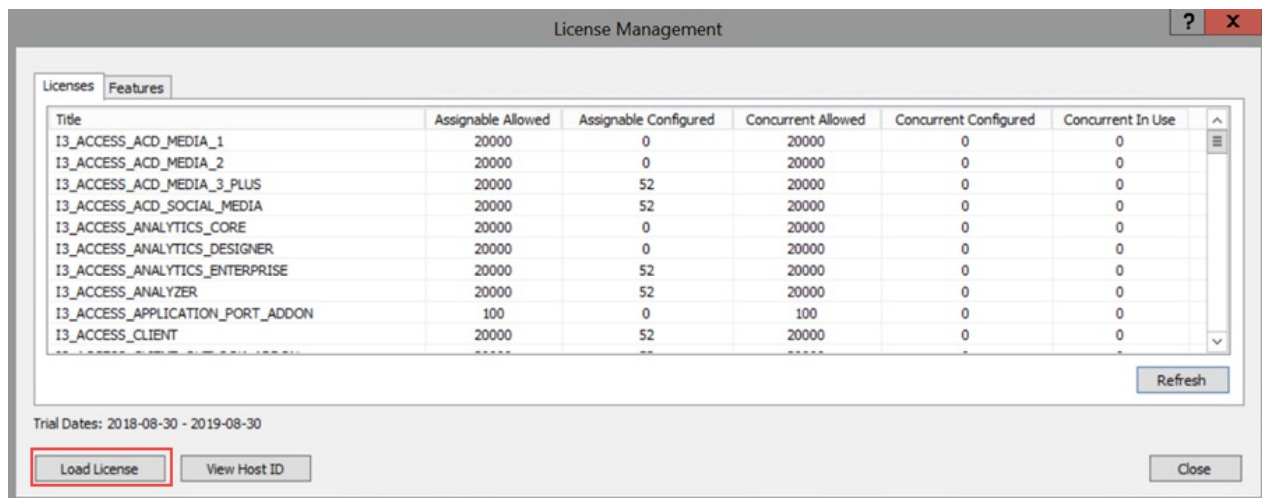 License Management
? X
Licenses Features
Title Assignable Allowed Assignable Configured Concurrent Allowed Concurrent Configured Concurrent In Use
I3_ACCESS_ACD_MEDIA_1 20000 0 20000 0 0
I3_ACCESS_ACD_MEDIA_2 20000 0 20000 0 0
I3_ACCESS_ACD_MEDIA_3_PLUS 20000 52 20000 0 0
I3_ACCESS_ACD_SOCIAL_MEDIA 20000 52 20000 0 0
I3_ACCESS_ANALYTICS_CORE 20000 0 20000 0 0
I3_ACCESS_ANALYTICS_DESIGNER 20000 0 20000 0 0
I3_ACCESS_ANALYTICS_ENTERPRISE 20000 52 20000 0 0
I3_ACCESS_ANALYZER 20000 52 20000 0 0
I3_ACCESS_APPLICATION_PORT_ADDON 100 0 100 0 0
I3_ACCESS_CLIENT 20000 52 20000 0 0
Refresh
Trial Dates: 2018-08-30 - 2019-08-30
Load License View Host ID Close